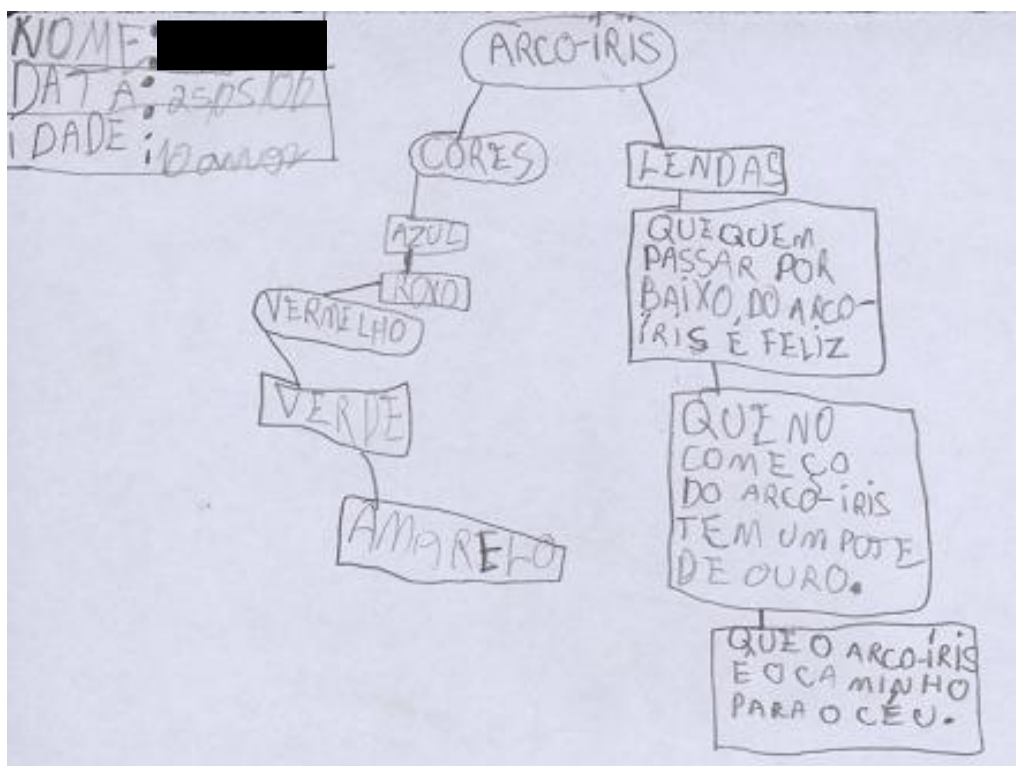 NOME:
DATA: 25/05/06
IDADE: 10 anos
ARCO-ÍRIS
CORES
AZUL
ROXO
VERMELHO
VERDE
AMARELO
LENDAS
QUE QUEM
PASSAR POR
BAIXO, DO ARCO-
ÍRIS É FELIZ
QUE NO
COMEÇO
DO ARCO-ÍRIS
TEM UM POTE
DE OURO.
QUE O ARCO-ÍRIS
E O CAMINHO
PARA O CÉU.